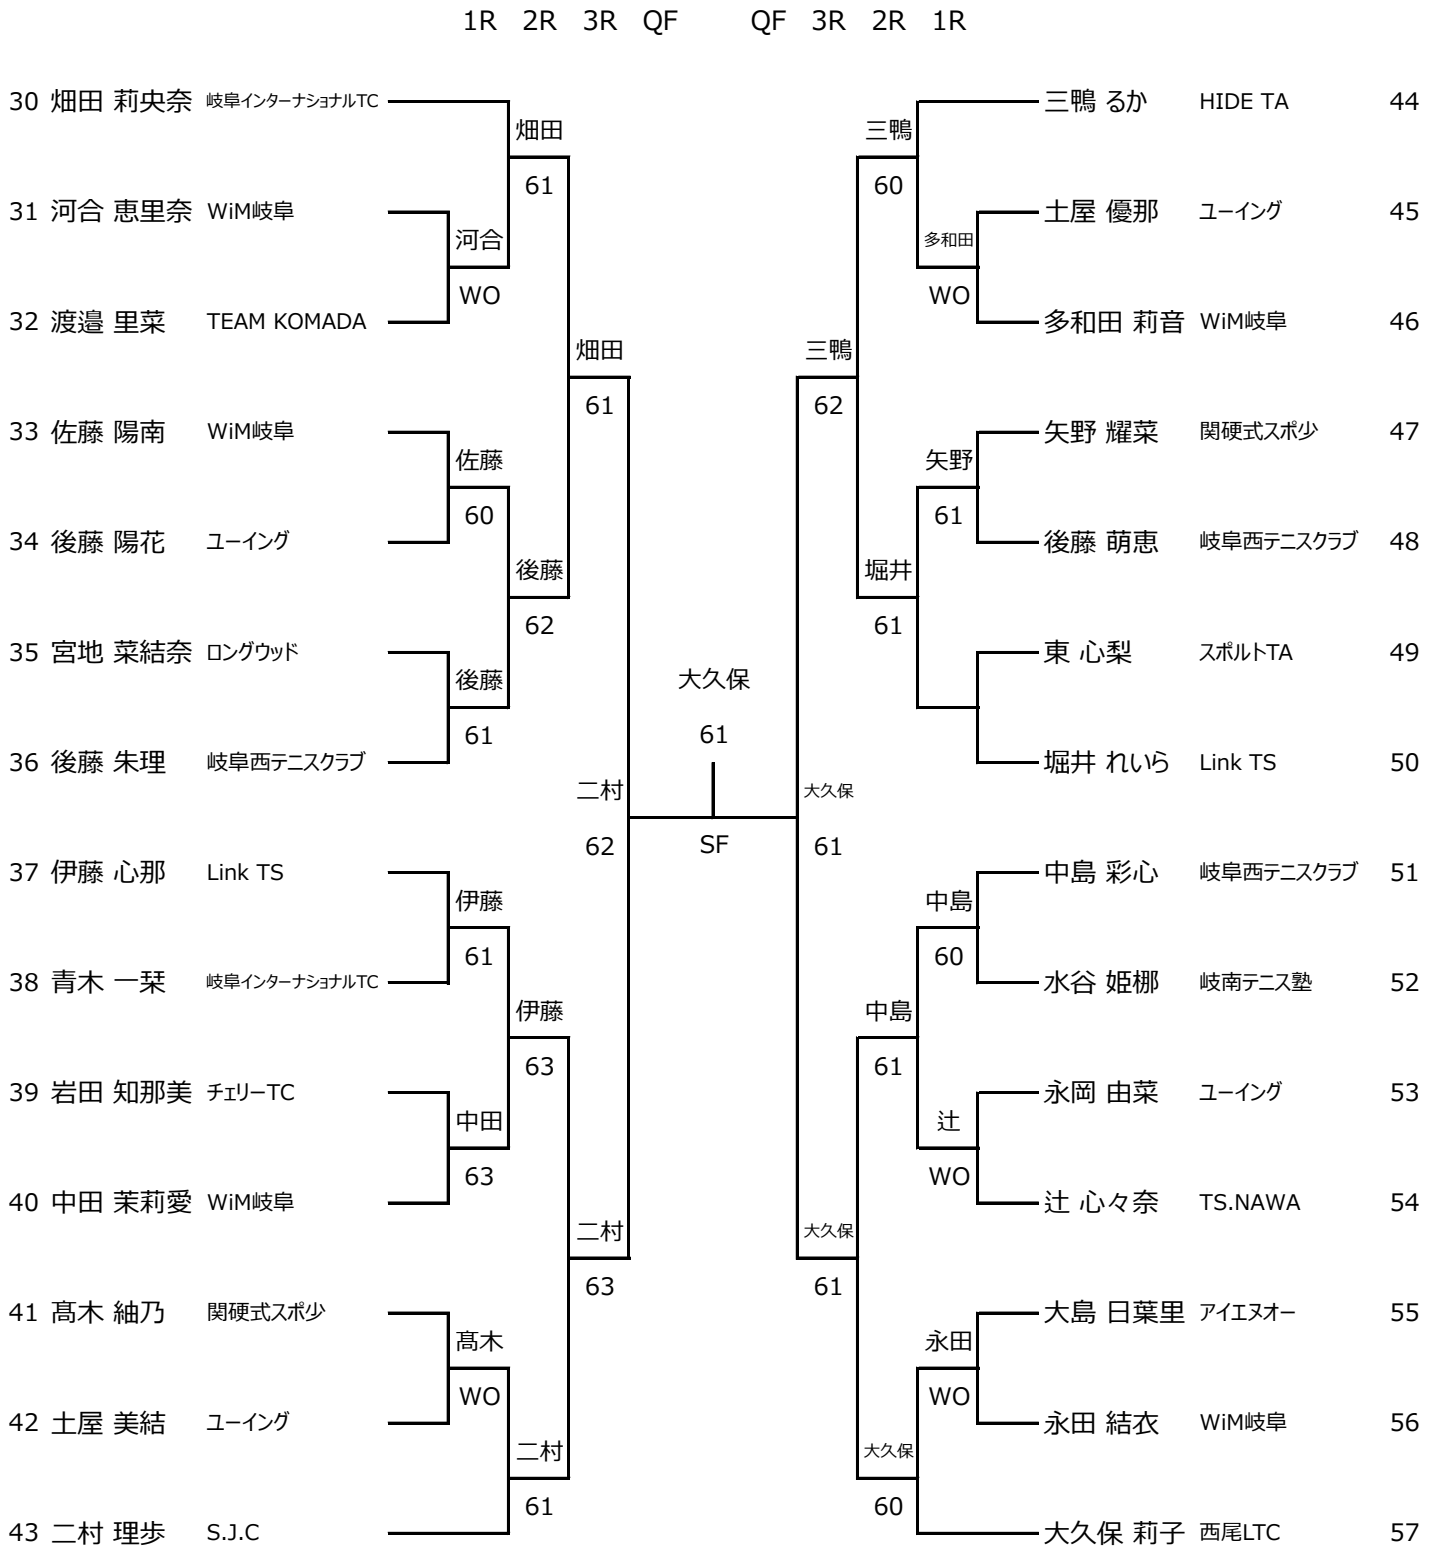 1R 2R 3R QF QF 3R 2R 1R
30 畑田 莉央奈 岐阜インターナショナルTC 三鴨 るか HIDE TA 44
畑田 三鴨
61 60
31 河合 恵里奈 WiM岐阜 土屋 優那 ユーイング 45
河合 多和田
WO WO
32 渡邉 里菜 TEAM KOMADA 多和田 莉音 WiM岐阜 46
畑田 三鴨
61 62
33 佐藤 陽南 WiM岐阜 矢野 耀菜 関硬式スポ少 47
佐藤 矢野
60 61
34 後藤 陽花 ユーイング 後藤 萌恵 岐阜西テニスクラブ 48
後藤 堀井
62 61
35 宮地 菜結奈 ロングウッド 東 心梨 スポルトTA 49
後藤 大久保
61 61
36 後藤 朱理 岐阜西テニスクラブ 堀井 れいら Link TS 50
二村 大久保
62 SF 61
37 伊藤 心那 Link TS 中島 彩心 岐阜西テニスクラブ 51
伊藤 中島
61 60
38 青木 一栞 岐阜インターナショナルTC 水谷 姫梛 岐南テニス塾 52
伊藤 中島
63 61
39 岩田 知那美 チェリーTC 永岡 由菜 ユーイング 53
中田 辻
63 WO
40 中田 茉莉愛 WiM岐阜 辻 心々奈 TS.NAWA 54
二村 大久保
63 61
41 髙木 紬乃 関硬式スポ少 大島 日葉里 アイエヌオー 55
髙木 永田
WO WO
42 土屋 美結 ユーイング 永田 結衣 WiM岐阜 56
二村 大久保
61 60
43 二村 理歩 S.J.C 大久保 莉子 西尾LTC 57